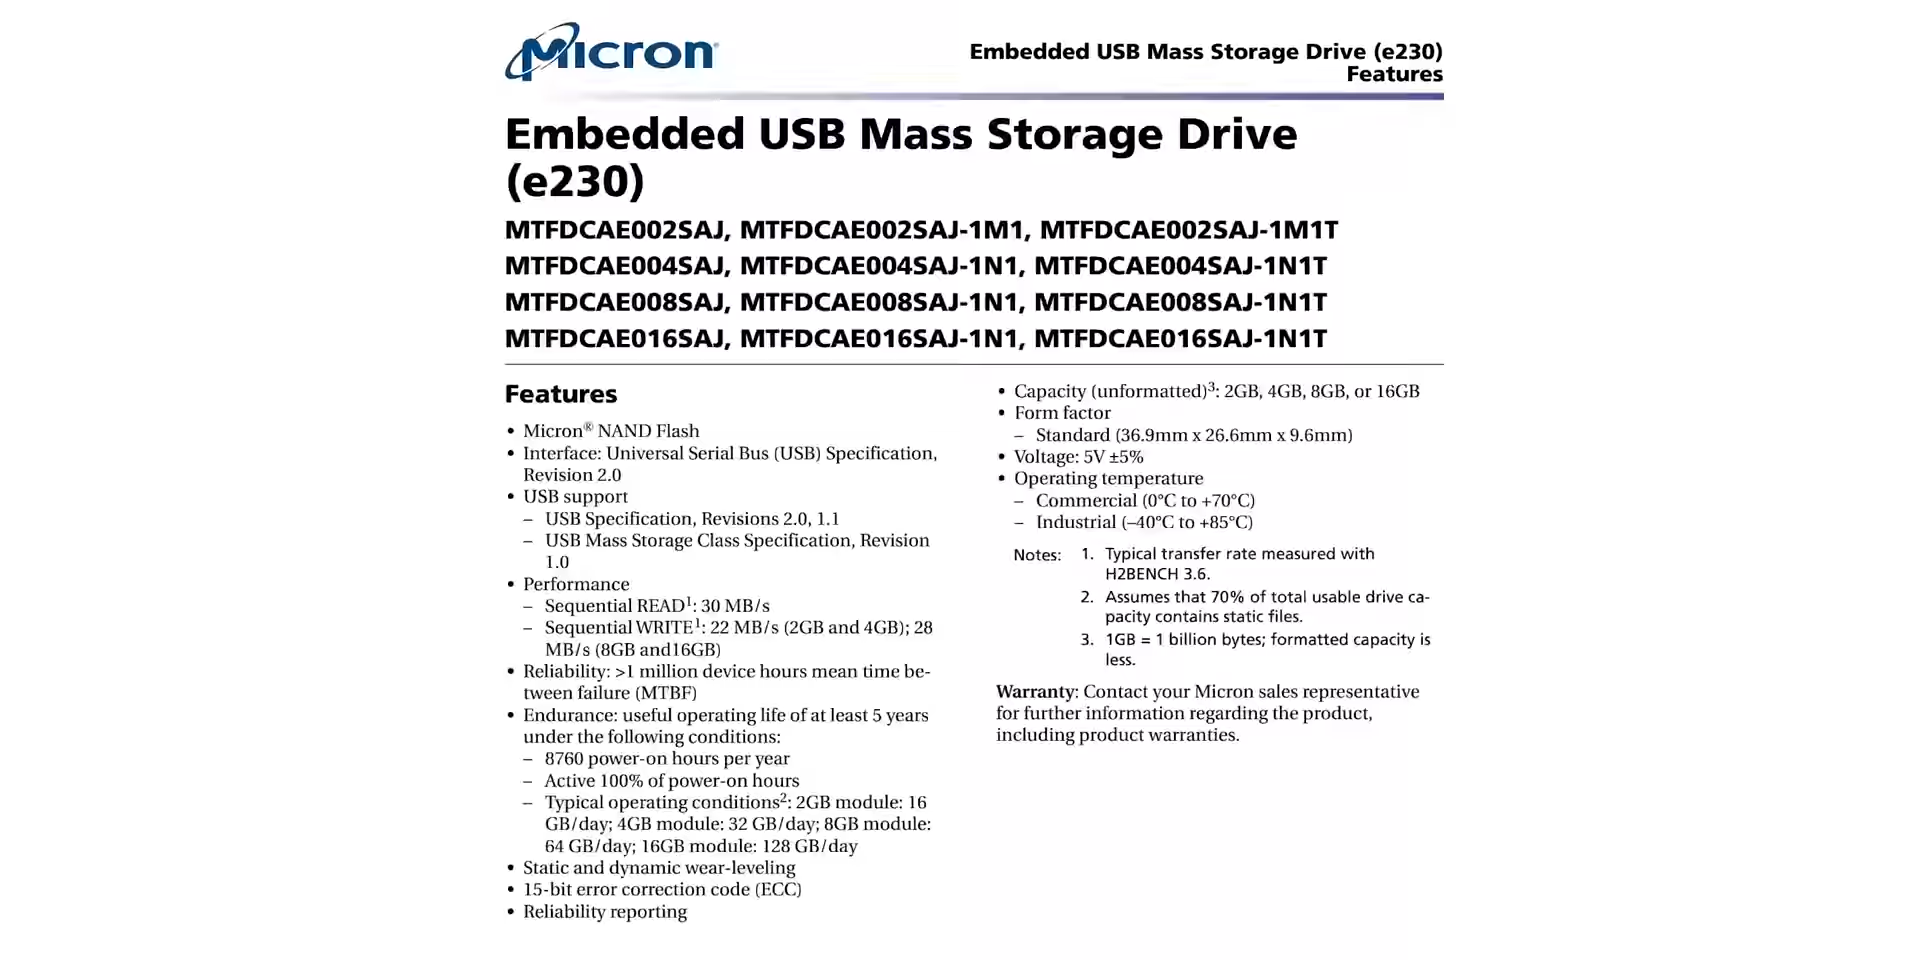 Micron®
Embedded USB Mass Storage Drive (e230)
Features
Embedded USB Mass Storage Drive
(e230)
MTFDCAE002SAJ, MTFDCAE002SAJ-1M1, MTFDCAE002SAJ-1M1T
MTFDCAE004SAJ, MTFDCAE004SAJ-1N1, MTFDCAE004SAJ-1N1T
MTFDCAE008SAJ, MTFDCAE008SAJ-1N1, MTFDCAE008SAJ-1N1T
MTFDCAE016SAJ, MTFDCAE016SAJ-1N1, MTFDCAE016SAJ-1N1T
Features
• Micron® NAND Flash
• Interface: Universal Serial Bus (USB) Specification,
Revision 2.0
• USB support
– USB Specification, Revisions 2.0, 1.1
– USB Mass Storage Class Specification, Revision
1.0
• Performance
– Sequential READ¹: 30 MB/s
– Sequential WRITE¹: 22 MB/s (2GB and 4GB); 28
MB/s (8GB and16GB)
• Reliability: >1 million device hours mean time be-
tween failure (MTBF)
• Endurance: useful operating life of at least 5 years
under the following conditions:
– 8760 power-on hours per year
– Active 100% of power-on hours
– Typical operating conditions²: 2GB module: 16
GB/day; 4GB module: 32 GB/day; 8GB module:
64 GB/day; 16GB module: 128 GB/day
• Static and dynamic wear-leveling
• 15-bit error correction code (ECC)
• Reliability reporting
• Capacity (unformatted)³: 2GB, 4GB, 8GB, or 16GB
• Form factor
– Standard (36.9mm x 26.6mm x 9.6mm)
• Voltage: 5V ±5%
• Operating temperature
– Commercial (0°C to +70°C)
– Industrial (–40°C to +85°C)
Notes: 1. Typical transfer rate measured with
H2BENCH 3.6.
2. Assumes that 70% of total usable drive ca-
pacity contains static files.
3. 1GB = 1 billion bytes; formatted capacity is
less.
Warranty: Contact your Micron sales representative
for further information regarding the product,
including product warranties.